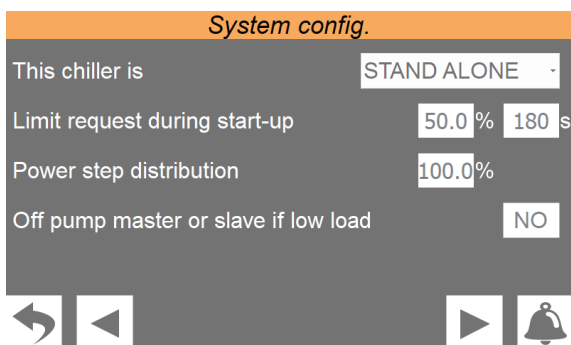 System config.
This chiller is STAND ALONE
Limit request during start-up 50.0 % 180 s
Power step distribution 100.0 %
Off pump master or slave if low load NO